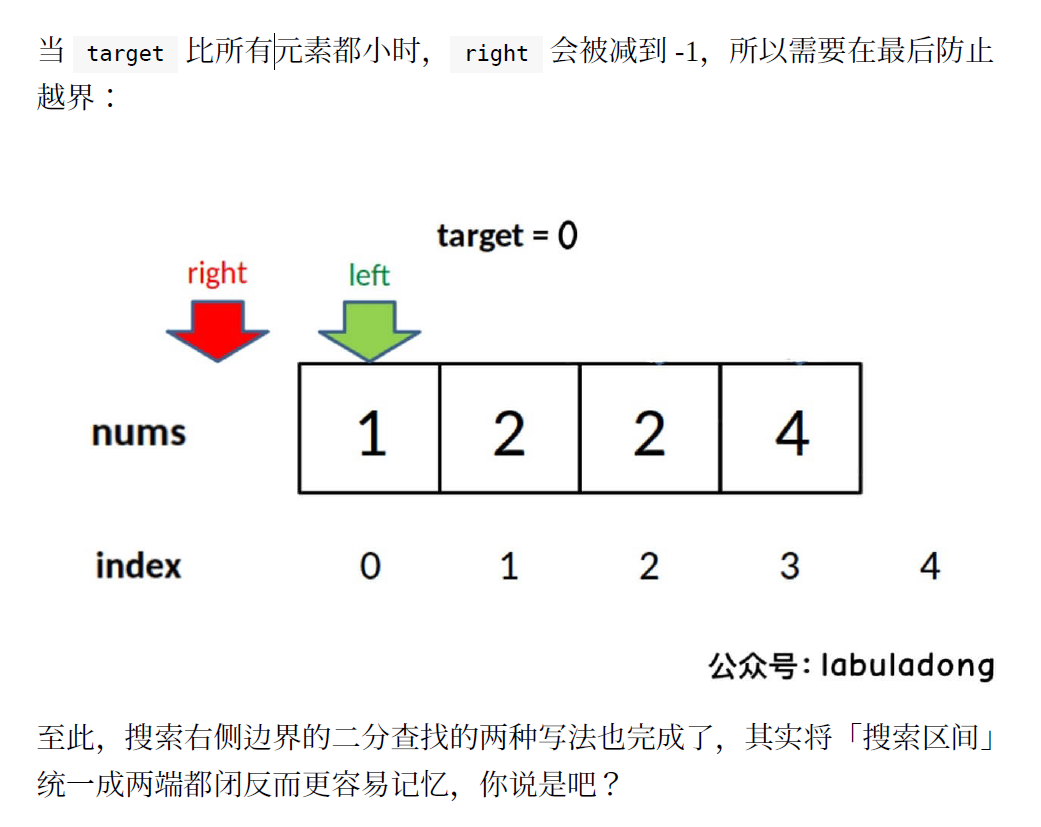 当 target 比所有元素都小时，right 会被减到 -1，所以需要在最后防止
越界：
target = 0
right left
nums 1 2 2 4
index 0 1 2 3 4
公众号: labuladong
至此，搜索右侧边界的二分查找的两种写法也完成了，其实将「搜索区间」
统一成两端都闭反而更容易记忆，你说是吧？